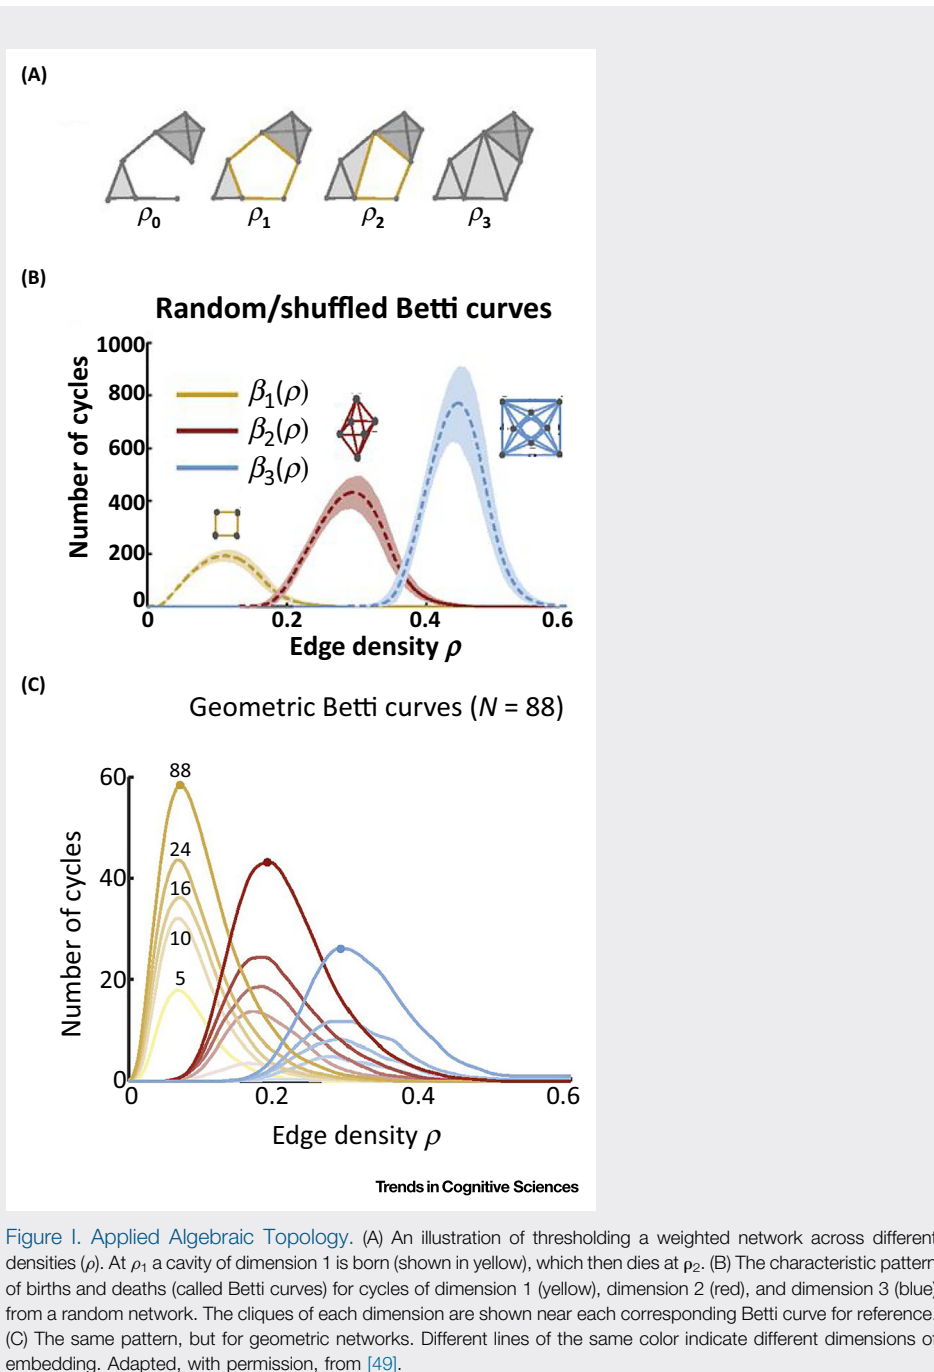 (A)
ρ0 ρ1 ρ2 ρ3
(B)
Random/shuffled Betti curves
Number of cycles
1000
800
600
400
200
0
β1(ρ)
β2(ρ)
β3(ρ)
0 0.2 0.4 0.6
Edge density ρ
(C)
Geometric Betti curves (N = 88)
Number of cycles
60
40
20
0
88
24
16
10
5
0 0.2 0.4 0.6
Edge density ρ
Trends in Cognitive Sciences
Figure I. Applied Algebraic Topology. (A) An illustration of thresholding a weighted network across different
densities (ρ). At ρ1 a cavity of dimension 1 is born (shown in yellow), which then dies at ρ2. (B) The characteristic pattern
of births and deaths (called Betti curves) for cycles of dimension 1 (yellow), dimension 2 (red), and dimension 3 (blue)
from a random network. The cliques of each dimension are shown near each corresponding Betti curve for reference.
(C) The same pattern, but for geometric networks. Different lines of the same color indicate different dimensions of
embedding. Adapted, with permission, from [49].